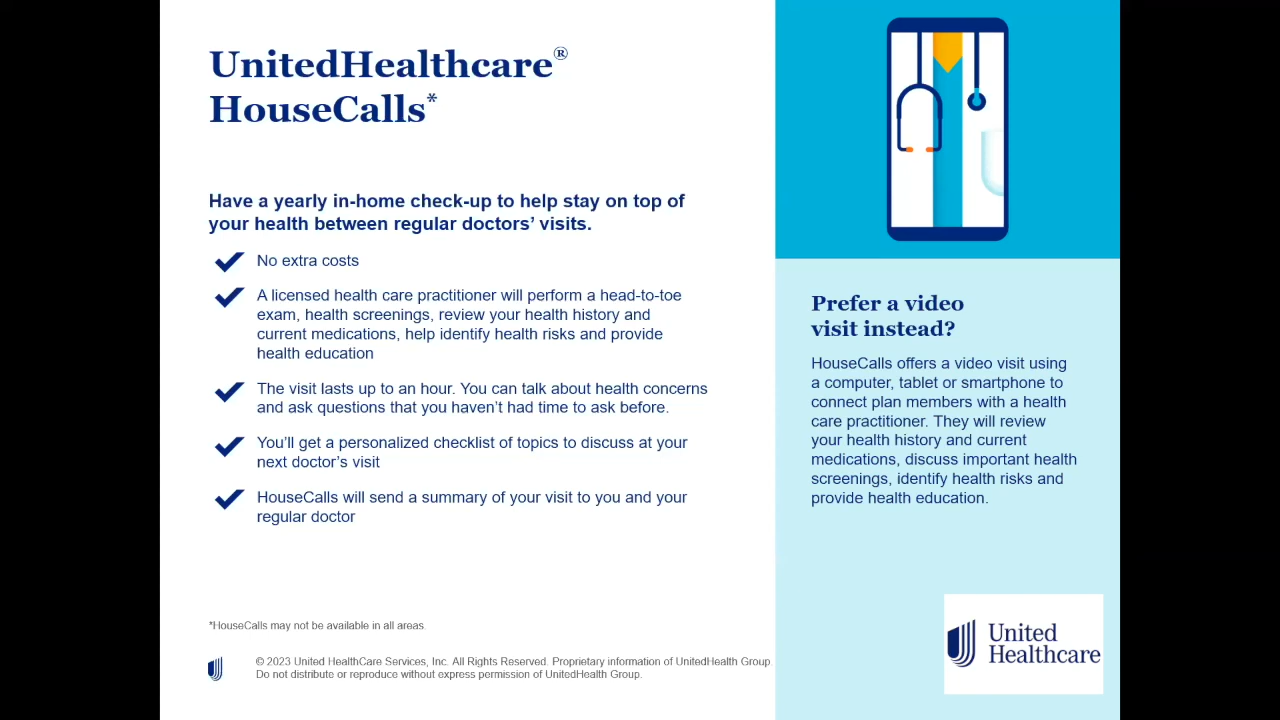 UnitedHealthcare®
HouseCalls*
Have a yearly in-home check-up to help stay on top of
your health between regular doctors’ visits.
No extra costs
A licensed health care practitioner will perform a head-to-toe
exam, health screenings, review your health history and
current medications, help identify health risks and provide
health education
The visit lasts up to an hour. You can talk about health concerns
and ask questions that you haven’t had time to ask before.
You’ll get a personalized checklist of topics to discuss at your
next doctor’s visit
HouseCalls will send a summary of your visit to you and your
regular doctor
*HouseCalls may not be available in all areas.
© 2023 United HealthCare Services, Inc. All Rights Reserved. Proprietary information of UnitedHealth Group.
Do not distribute or reproduce without express permission of UnitedHealth Group.
Prefer a video
visit instead?
HouseCalls offers a video visit using
a computer, tablet or smartphone to
connect plan members with a health
care practitioner. They will review
your health history and current
medications, discuss important health
screenings, identify health risks and
provide health education.
United
Healthcare